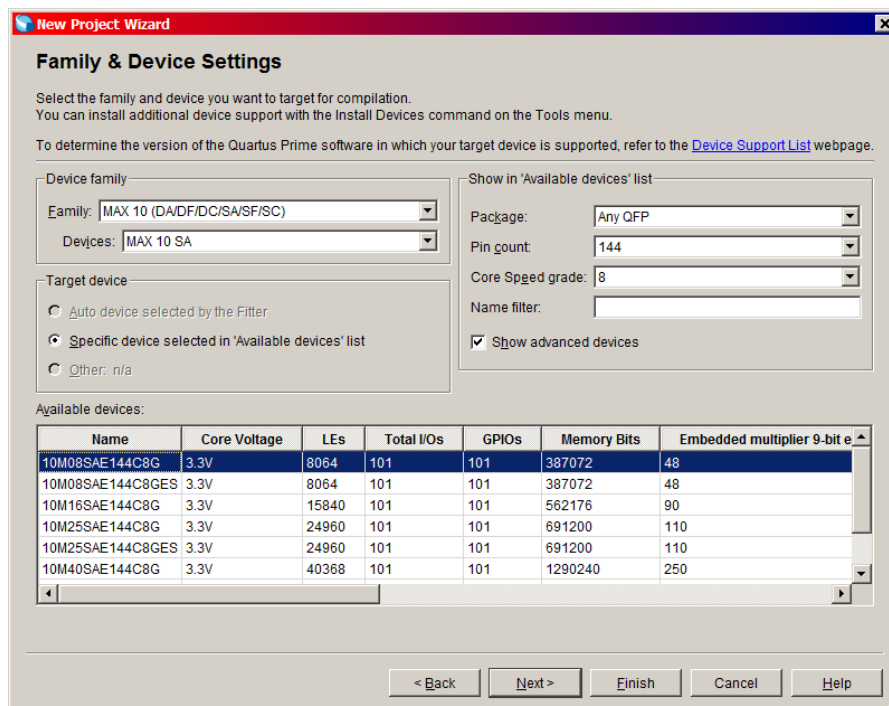 New Project Wizard
Family & Device Settings
Select the family and device you want to target for compilation.
You can install additional device support with the Install Devices command on the Tools menu.
To determine the version of the Quartus Prime software in which your target device is supported, refer to the Device Support List webpage.
Device family
Family: MAX 10 (DA/DF/DC/SA/SF/SC)
Devices: MAX 10 SA
Target device
Auto device selected by the Fitter
Specific device selected in 'Available devices' list
Other: n/a
Show in 'Available devices' list
Package: Any QFP
Pin count: 144
Core Speed grade: 8
Name filter:
Show advanced devices
Available devices:
Name Core Voltage LEs Total I/Os GPIOs Memory Bits Embedded multiplier 9-bit e
10M08SAE144C8G 3.3V 8064 101 101 387072 48
10M08SAE144C8GES 3.3V 8064 101 101 387072 48
10M16SAE144C8G 3.3V 15840 101 101 562176 90
10M25SAE144C8G 3.3V 24960 101 101 691200 110
10M25SAE144C8GES 3.3V 24960 101 101 691200 110
10M40SAE144C8G 3.3V 40368 101 101 1290240 250
< Back Next > Finish Cancel Help